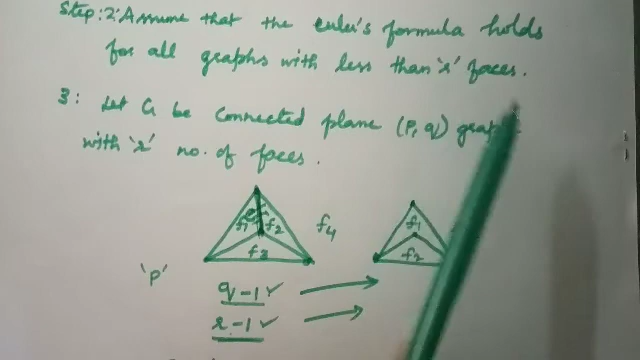 Step:2: Assume that the euler's formula holds
for all graphs with less than 'r' faces.
3: Let G be connected plane (p,q) graph
with 'r' no. of faces.
f1 e f2 f4 f1
f3 f2
'p'
q-1 ✓
r-1 ✓